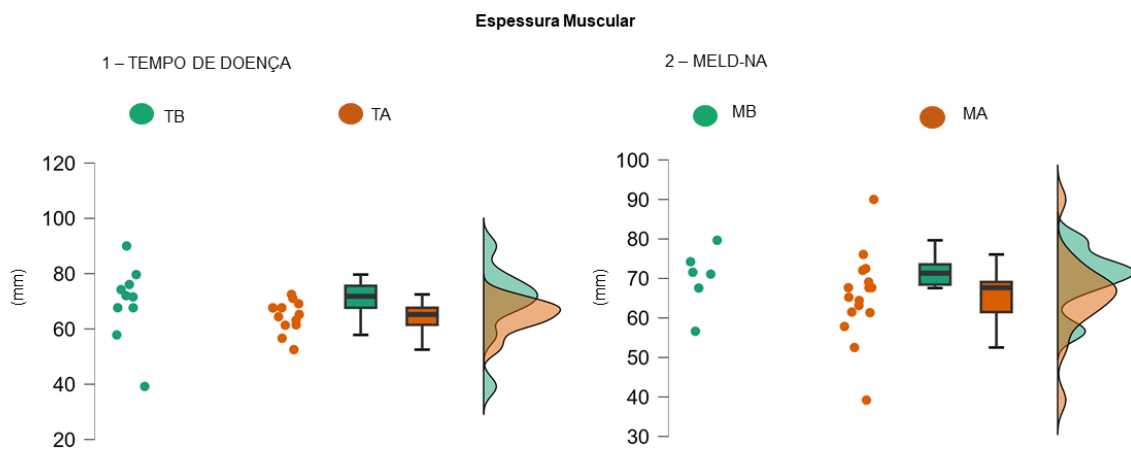 Espessura Muscular
1 – TEMPO DE DOENÇA
TB
TA
120
100
80
60
40
20
(mm)
2 – MELD-NA
MB
MA
100
90
80
70
60
50
40
30
(mm)